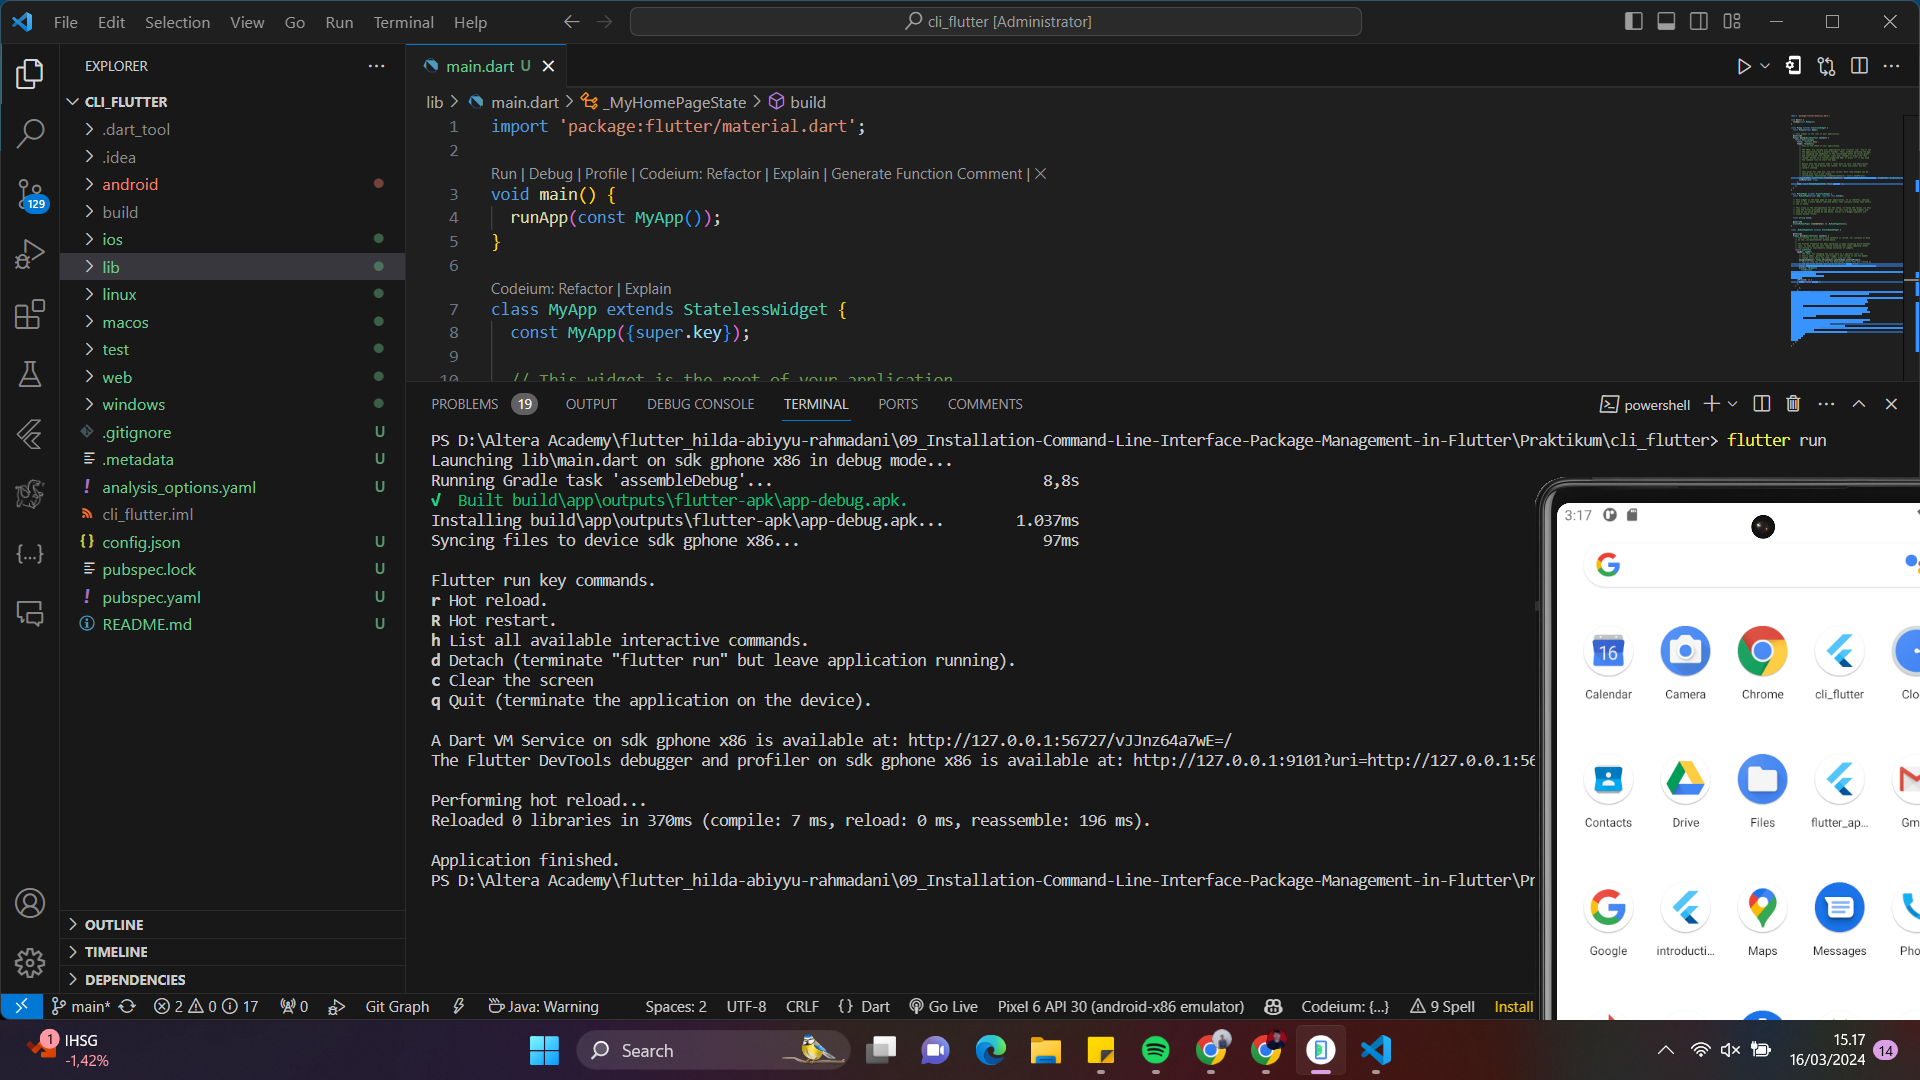 File Edit Selection View Go Run Terminal Help
cli_flutter [Administrator]
EXPLORER
CLI_FLUTTER
.dart_tool
.idea
android
build
ios
lib
linux
macos
test
web
windows
.gitignore U
.metadata U
analysis_options.yaml U
cli_flutter.iml
config.json U
pubspec.lock U
pubspec.yaml U
README.md U
OUTLINE
TIMELINE
DEPENDENCIES
129
main.dart U
lib > main.dart > _MyHomePageState > build
1 import 'package:flutter/material.dart';
2
Run | Debug | Profile | Codeium: Refactor | Explain | Generate Function Comment | X
3 void main() {
4 runApp(const MyApp());
5 }
6
Codeium: Refactor | Explain
7 class MyApp extends StatelessWidget {
8 const MyApp({super.key});
9
10 // This widget is the root of your application
PROBLEMS 19 OUTPUT DEBUG CONSOLE TERMINAL PORTS COMMENTS
powershell
PS D:\Altera Academy\flutter_hilda-abiyyu-rahmadani\09_Installation-Command-Line-Interface-Package-Management-in-Flutter\Praktikum\cli_flutter> flutter run
Launching lib\main.dart on sdk gphone x86 in debug mode...
Running Gradle task 'assembleDebug'... 8,8s
√ Built build\app\outputs\flutter-apk\app-debug.apk.
Installing build\app\outputs\flutter-apk\app-debug.apk... 1.037ms
Syncing files to device sdk gphone x86... 97ms
Flutter run key commands.
r Hot reload.
R Hot restart.
h List all available interactive commands.
d Detach (terminate "flutter run" but leave application running).
c Clear the screen
q Quit (terminate the application on the device).
A Dart VM Service on sdk gphone x86 is available at: http://127.0.0.1:56727/vJJnz64a7wE=/
The Flutter DevTools debugger and profiler on sdk gphone x86 is available at: http://127.0.0.1:9101?uri=http://127.0.0.1:56
Performing hot reload...
Reloaded 0 libraries in 370ms (compile: 7 ms, reload: 0 ms, reassemble: 196 ms).
Application finished.
PS D:\Altera Academy\flutter_hilda-abiyyu-rahmadani\09_Installation-Command-Line-Interface-Package-Management-in-Flutter\Pr
3:17
16
Calendar Camera Chrome cli_flutter Clo
Contacts Drive Files flutter_ap... Gm
Google introducti... Maps Messages Pho
main* 2 0 17 0 Git Graph Java: Warning
Spaces: 2 UTF-8 CRLF {} Dart Go Live Pixel 6 API 30 (android-x86 emulator) Codeium: {...} 9 Spell Install
1
IHSG
-1,42%
Search
15.17
16/03/2024
14